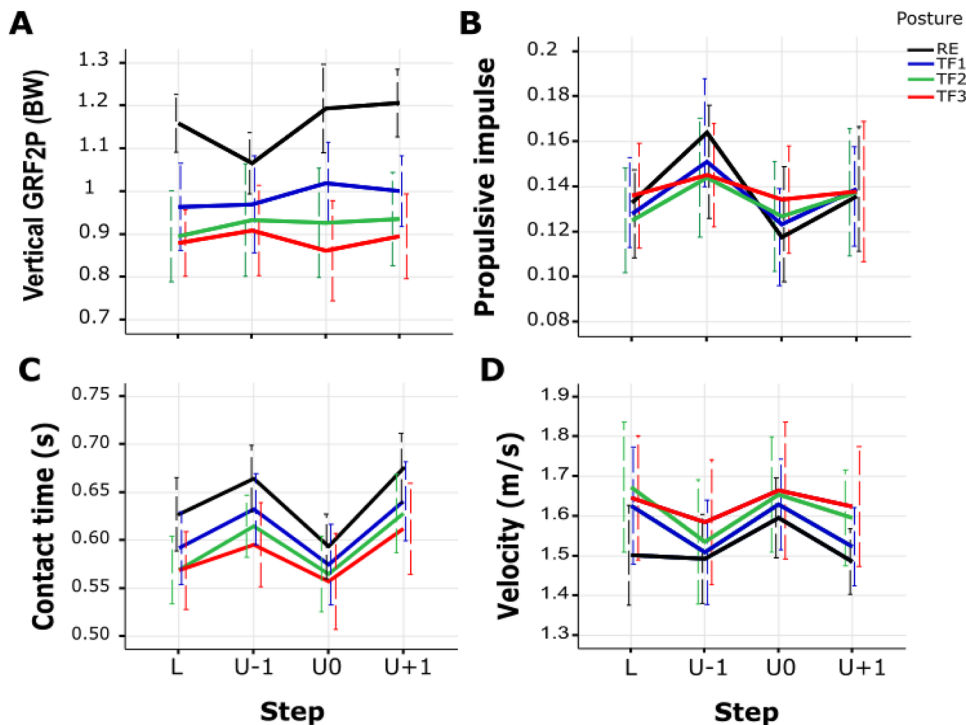 A
Vertical GRF2P (BW)
1.3
1.2
1.1
1
0.9
0.8
0.7
B
Propulsive impulse
0.2
0.18
0.16
0.14
0.12
0.10
0.08
Posture
RE
TF1
TF2
TF3
C
Contact time (s)
0.75
0.70
0.65
0.60
0.55
0.50
L U-1 U0 U+1
Step
D
Velocity (m/s)
1.9
1.8
1.7
1.6
1.5
1.4
1.3
L U-1 U0 U+1
Step